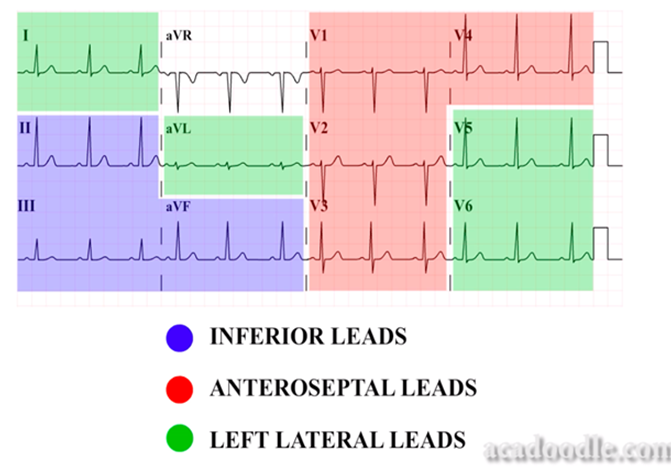 I aVR V1 V4
II aVL V2 V5
III aVF V3 V6
INFERIOR LEADS
ANTEROSEPTAL LEADS
LEFT LATERAL LEADS
acadoodle.com